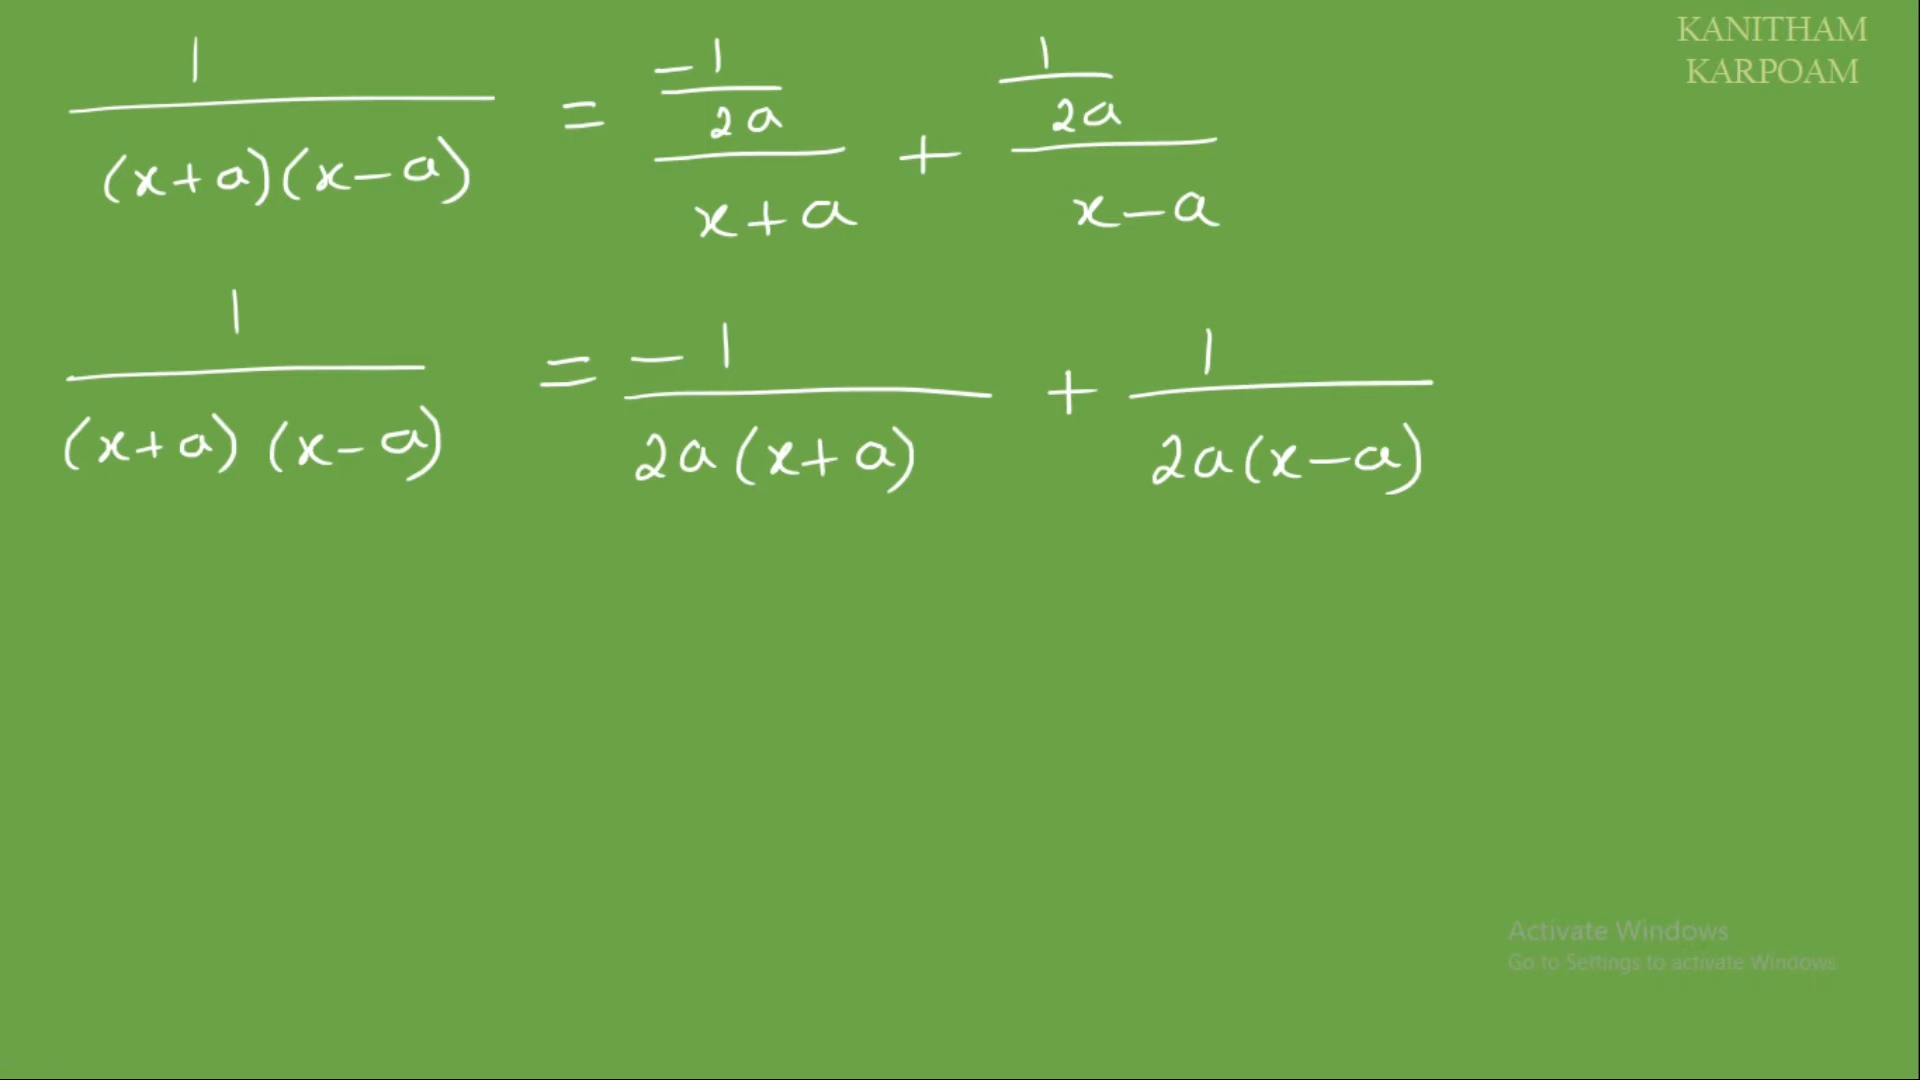 KANITHAM
KARPOAM
1/((x+a)(x-a)) = (-1/2a)/(x+a) + (1/2a)/(x-a)
1/((x+a)(x-a)) = -1/(2a(x+a)) + 1/(2a(x-a))
Activate Windows
Go to Settings to activate Windows